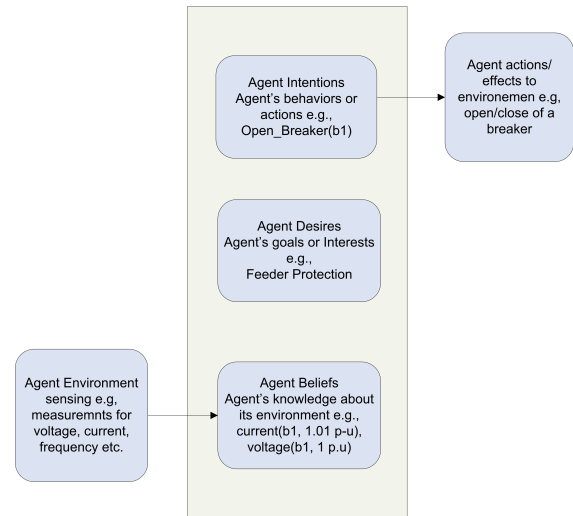 Agent Intentions
Agent's behaviors or
actions e.g.,
Open_Breaker(b1)
Agent actions/
effects to
environemen e.g,
open/close of a
breaker
Agent Desires
Agent's goals or Interests
e.g.,
Feeder Protection
Agent Environment
sensing e.g,
measuremnts for
voltage, current,
frequency etc.
Agent Beliefs
Agent's knowledge about
its environment e.g.,
current(b1, 1.01 p-u),
voltage(b1, 1 p.u)